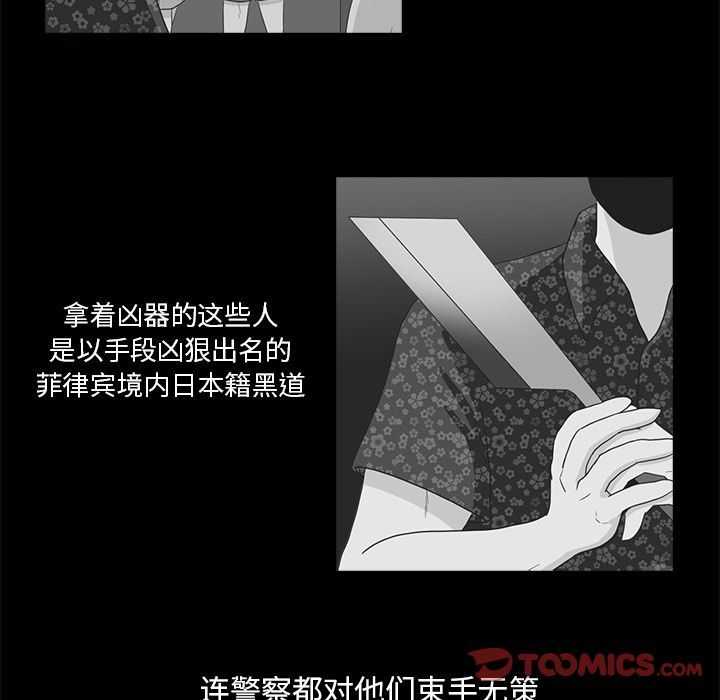 拿着凶器的这些人
是以手段凶狠出名的
菲律宾境内日本籍黑道
TOOMICS.COM
连警察都对他们束手无策